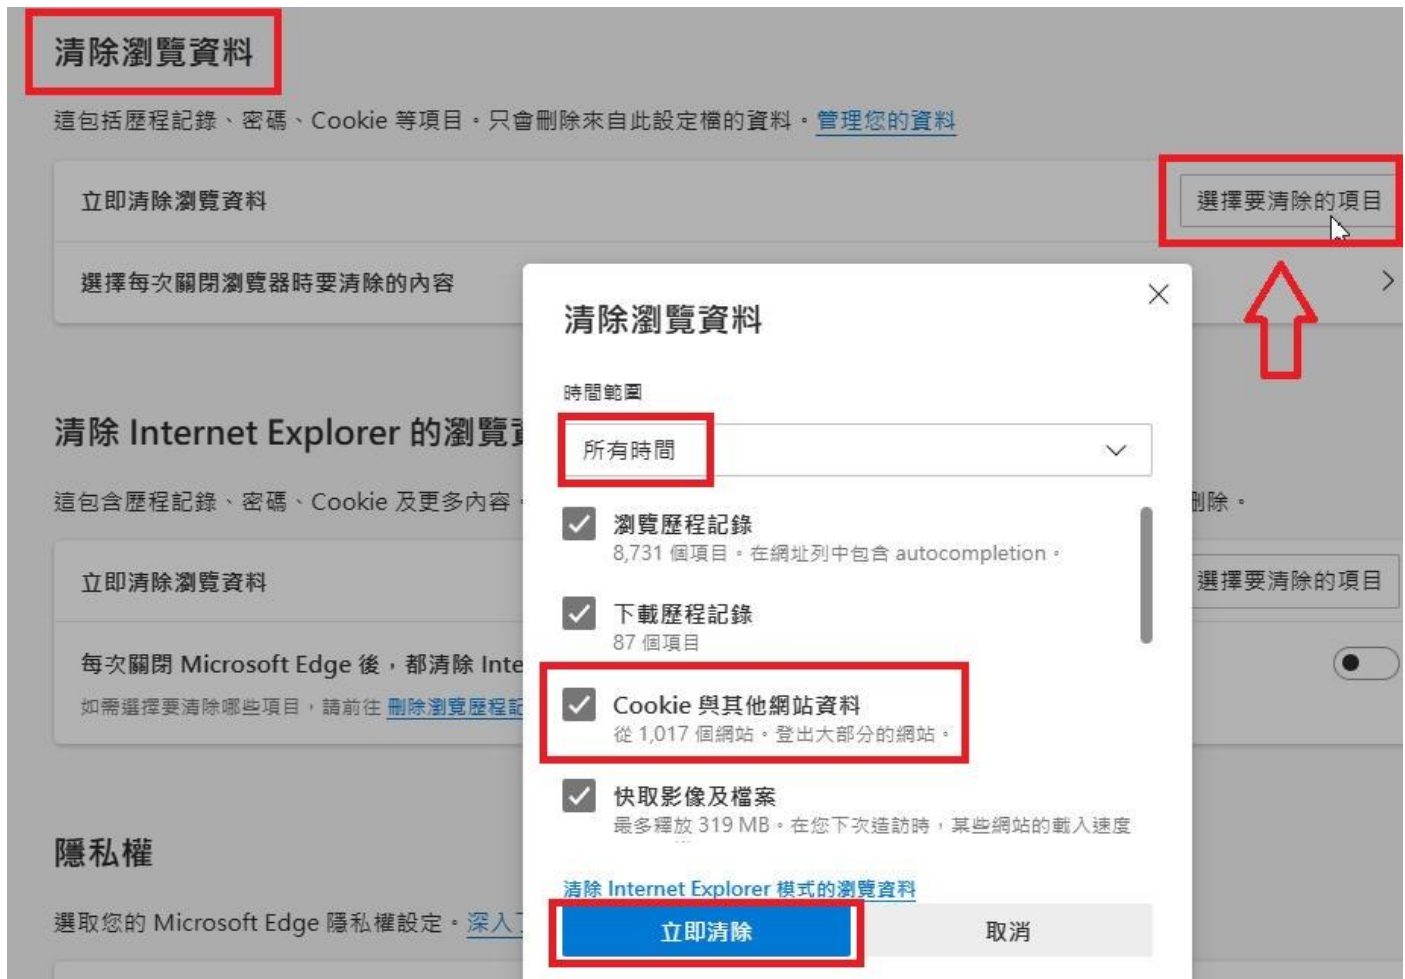 清除瀏覽資料
這包括歷程記錄、密碼、Cookie 等項目。只會刪除來自此設定檔的資料。管理您的資料
立即清除瀏覽資料
選擇要清除的項目
選擇每次關閉瀏覽器時要清除的內容
清除瀏覽資料
時間範圍
所有時間
瀏覽歷程記錄
8,731 個項目。在網址列中包含 autocompletion。
下載歷程記錄
87 個項目
Cookie 與其他網站資料
從 1,017 個網站。登出大部分的網站。
快取影像及檔案
最多釋放 319 MB。在您下次造訪時，某些網站的載入速度
清除 Internet Explorer 模式的瀏覽資料
立即清除
取消
清除 Internet Explorer 的瀏覽
這包含歷程記錄、密碼、Cookie 及更多內容。
刪除。
立即清除瀏覽資料
選擇要清除的項目
每次關閉 Microsoft Edge 後，都清除 Inte
如需選擇要清除哪些項目，請前往 刪除瀏覽歷程記
隱私權
選取您的 Microsoft Edge 隱私權設定。深入